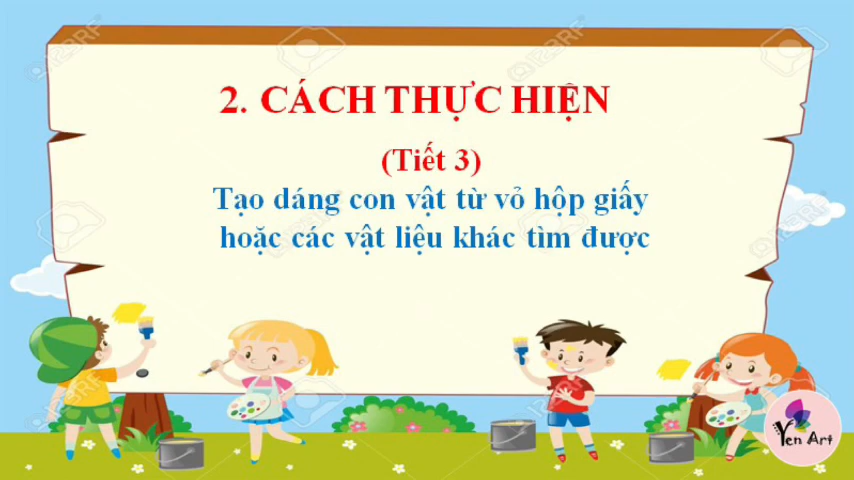 2. CÁCH THỰC HIỆN
(Tiết 3)
Tạo dáng con vật từ vỏ hộp giấy
hoặc các vật liệu khác tìm được
Yen Art
123RF